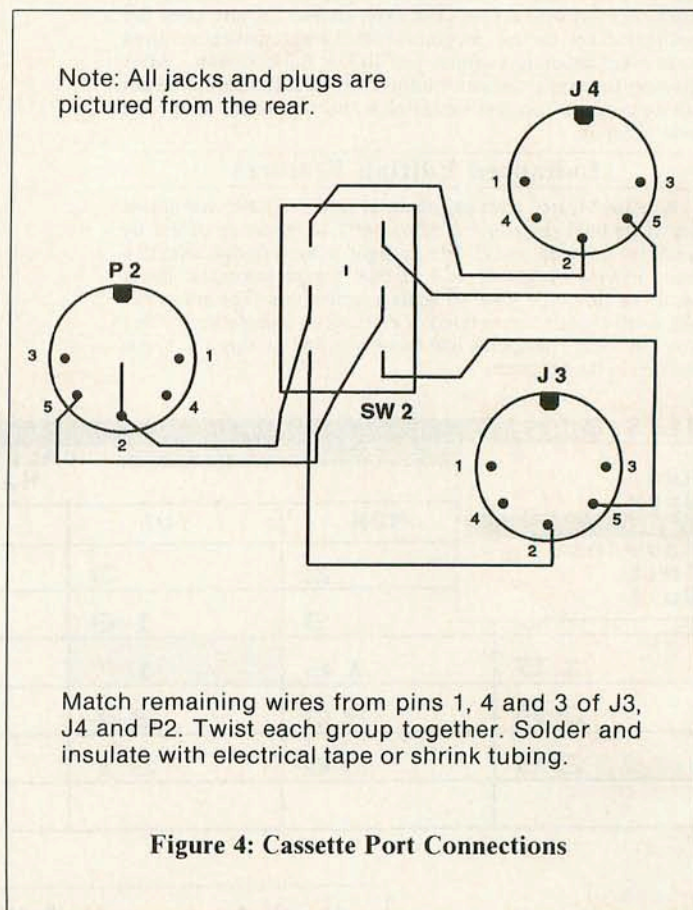 Note: All jacks and plugs are
pictured from the rear.
J 4
1
3
4
5
2
P 2
3
1
5
4
2
SW 2
J 3
1
3
4
5
2
Match remaining wires from pins 1, 4 and 3 of J3,
J4 and P2. Twist each group together. Solder and
insulate with electrical tape or shrink tubing.
Figure 4: Cassette Port Connections